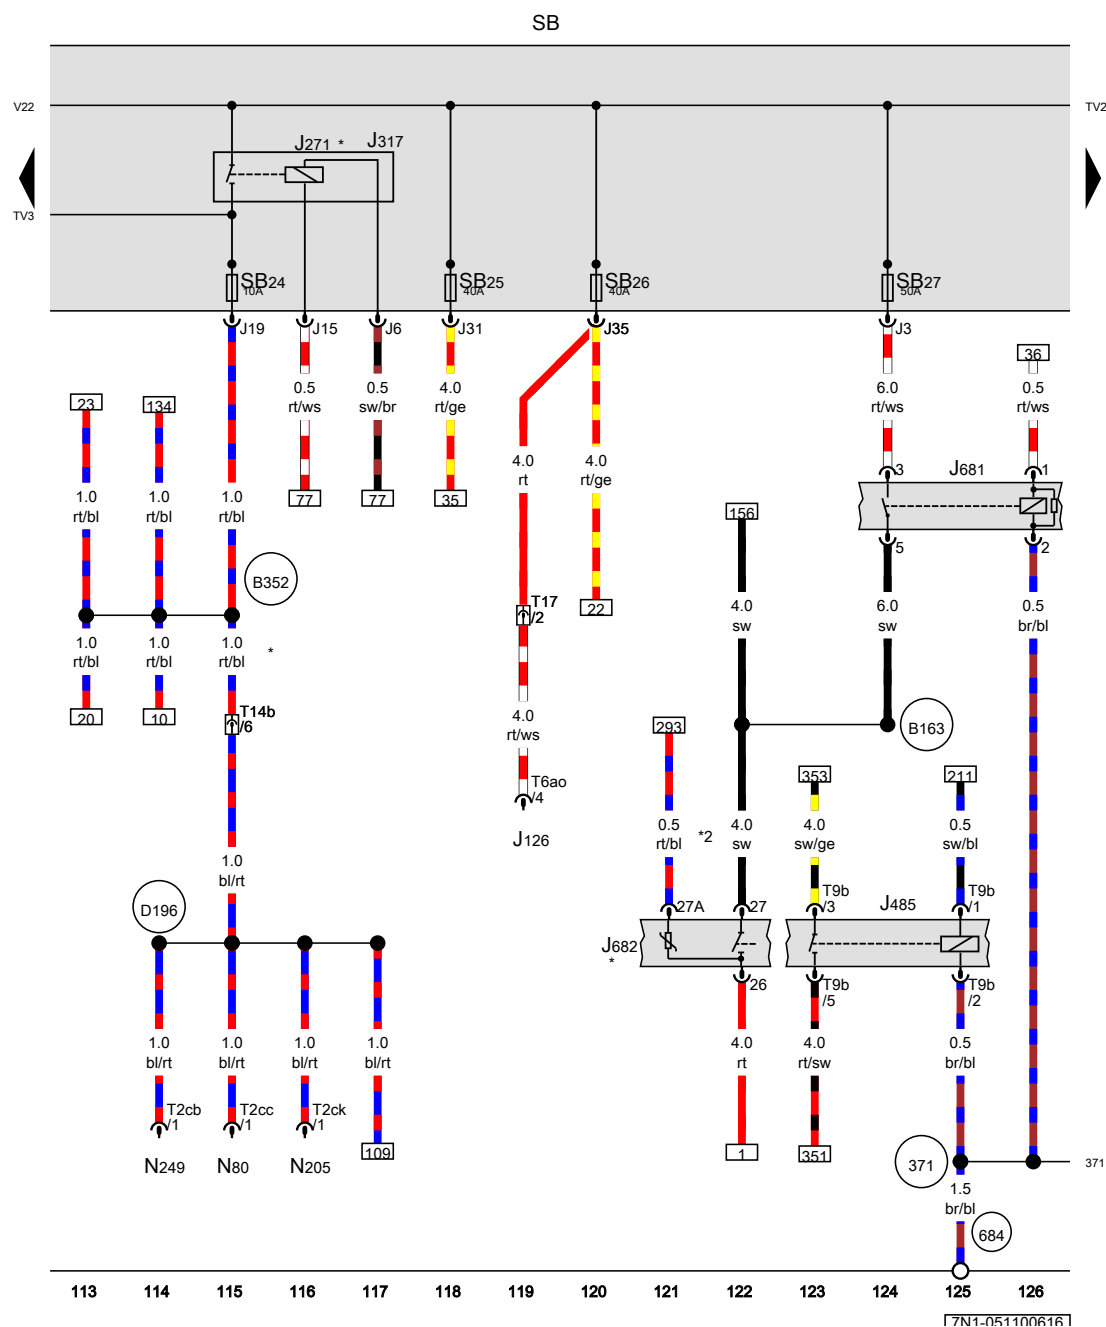 SB
V22
TV2
J271 * J317
TV3
SB24
10A
SB25
40A
SB26
40A
SB27
50A
J19
J15
J6
J31
J35
J3
36
0.5
rt/ws
0.5
sw/br
4.0
rt/ge
6.0
rt/ws
0.5
rt/ws
23
134
4.0
rt
4.0
rt/ge
3
J681
1
77
77
35
1.0
rt/bl
1.0
rt/bl
1.0
rt/bl
156
5
2
B352
T17
/2
22
4.0
sw
6.0
sw
0.5
br/bl
1.0
rt/bl
1.0
rt/bl
1.0
rt/bl
*
20
10
T14b
/6
4.0
rt/ws
293
B163
T6ao
/4
353
211
J126
0.5
rt/bl
*2
4.0
sw
4.0
sw/ge
0.5
sw/bl
1.0
bl/rt
D196
27A
27
T9b
/3
J485
T9b
/1
J682
*
26
T9b
/5
T9b
/2
1.0
bl/rt
1.0
bl/rt
1.0
bl/rt
1.0
bl/rt
4.0
rt
4.0
rt/sw
0.5
br/bl
T2cb
/1
T2cc
/1
T2ck
/1
109
1
351
N249
N80
N205
371
371
1.5
br/bl
684
113 114 115 116 117 118 119 120 121 122 123 124 125 126
7N1-051100616